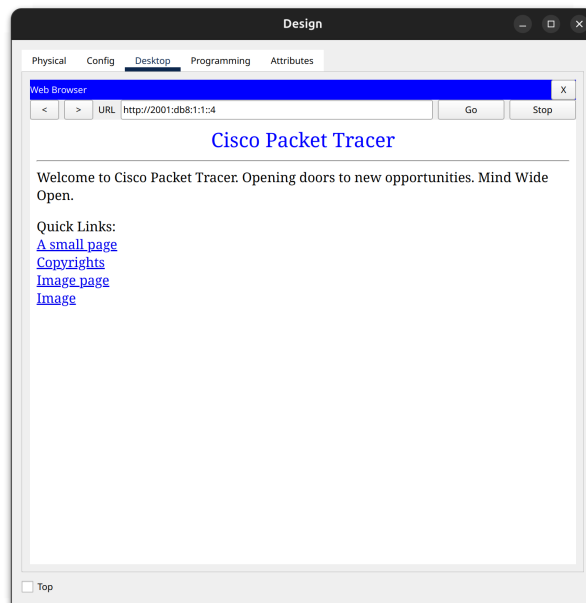 Design
Physical Config Desktop Programming Attributes
Web Browser X
< > URL http://2001:db8:1:1::4 Go Stop
Cisco Packet Tracer
Welcome to Cisco Packet Tracer. Opening doors to new opportunities. Mind Wide
Open.
Quick Links:
A small page
Copyrights
Image page
Image
Top